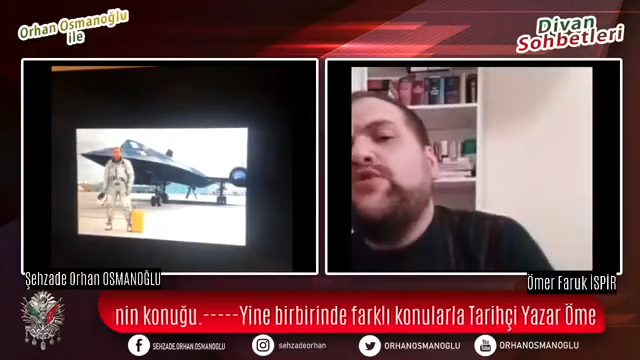 Orhan Osmanoğlu
ile
Divan
Sohbetleri
Şehzade Orhan OSMANOĞLU
Ömer Faruk İSPİR
nin konuğu.-----Yine birbirinde farklı konularla Tarihçi Yazar Öme
SEHZADE.ORHAN.OSMANOGLU
sehzadeorhan
ORHANOSMANOGLU
ORHANOSMANOGLU